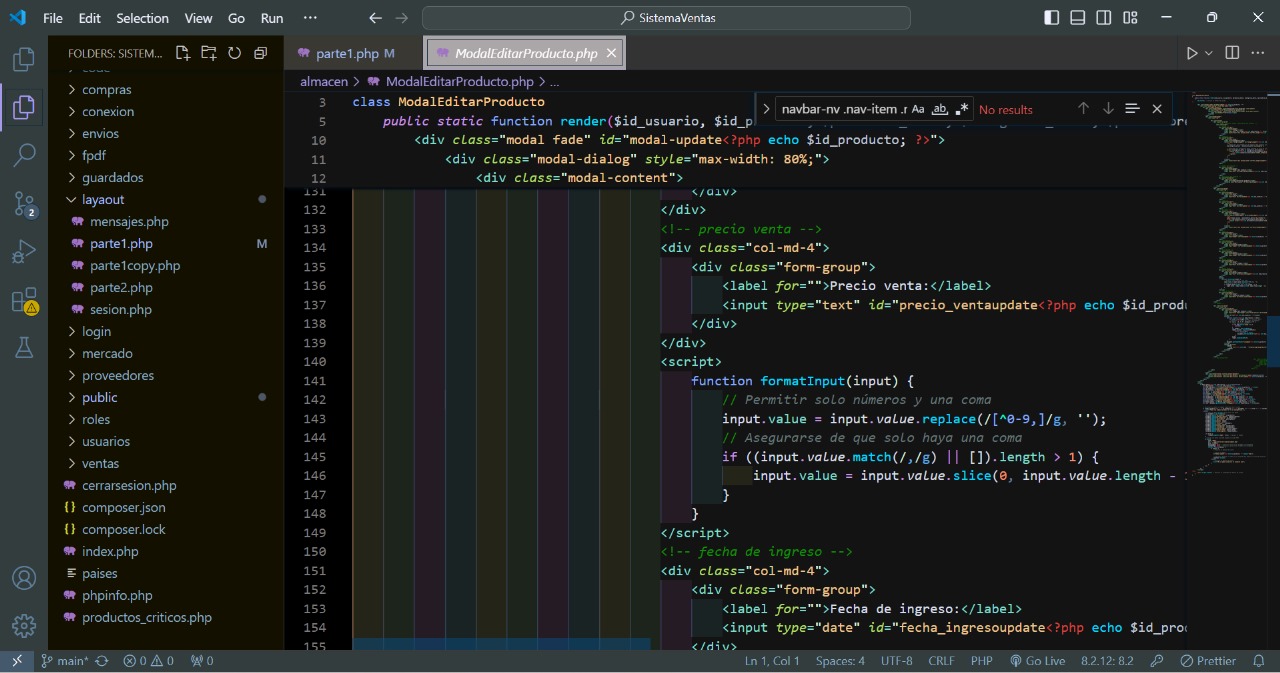 File Edit Selection View Go Run ··· ← → SistemaVentas
FOLDERS: SISTEM...
parte1.php M
ModalEditarProducto.php
almacen > ModalEditarProducto.php > ...
navbar-nv .nav-item .r Aa ab .* No results
compras
conexion
envios
fpdf
guardados
layaout
mensajes.php
parte1.php M
parte1copy.php
parte2.php
sesion.php
login
mercado
proveedores
public
roles
usuarios
ventas
cerrarsesion.php
{} composer.json
{} composer.lock
index.php
paises
phpinfo.php
productos_criticos.php
2
3 class ModalEditarProducto
5 public static function render($id_usuario, $id_p
10 <div class="modal fade" id="modal-update<?php echo $id_producto; ?>">
11 <div class="modal-dialog" style="max-width: 80%;">
12 <div class="modal-content">
131 </div>
132 </div>
133 <!-- precio venta -->
134 <div class="col-md-4">
135 <div class="form-group">
136 <label for="">Precio venta:</label>
137 <input type="text" id="precio_ventaupdate<?php echo $id_produ
138 </div>
139 </div>
140 <script>
141 function formatInput(input) {
142 // Permitir solo números y una coma
143 input.value = input.value.replace(/[^0-9,]/g, '');
144 // Asegurarse de que solo haya una coma
145 if ((input.value.match(/,/g) || []).length > 1) {
146 input.value = input.value.slice(0, input.value.length -
147 }
148 }
149 </script>
150 <!-- fecha de ingreso -->
151 <div class="col-md-4">
152 <div class="form-group">
153 <label for="">Fecha de ingreso:</label>
154 <input type="date" id="fecha_ingresoupdate<?php echo $id_proc
155 </div>
main* 0 0 0 Ln 1, Col 1 Spaces: 4 UTF-8 CRLF PHP Go Live 8.2.12: 8.2 Prettier